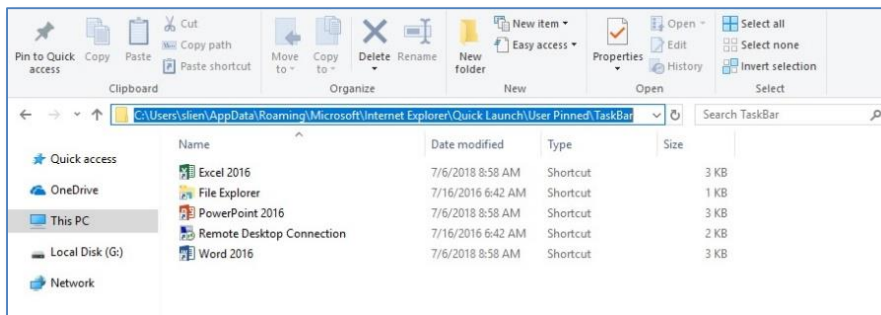 Pin to Quick access
Copy
Paste
Cut
Copy path
Paste shortcut
Clipboard
Move to
Copy to
Delete
Rename
Organize
New folder
New item
Easy access
New
Properties
Open
Edit
History
Open
Select all
Select none
Invert selection
Select
C:\Users\slien\AppData\Roaming\Microsoft\Internet Explorer\Quick Launch\User Pinned\TaskBar
Search TaskBar
Quick access
OneDrive
This PC
Local Disk (G:)
Network
Name Date modified Type Size
Excel 2016 7/6/2018 8:58 AM Shortcut 3 KB
File Explorer 7/16/2016 6:42 AM Shortcut 1 KB
PowerPoint 2016 7/6/2018 8:58 AM Shortcut 3 KB
Remote Desktop Connection 7/16/2016 6:42 AM Shortcut 2 KB
Word 2016 7/6/2018 8:58 AM Shortcut 3 KB